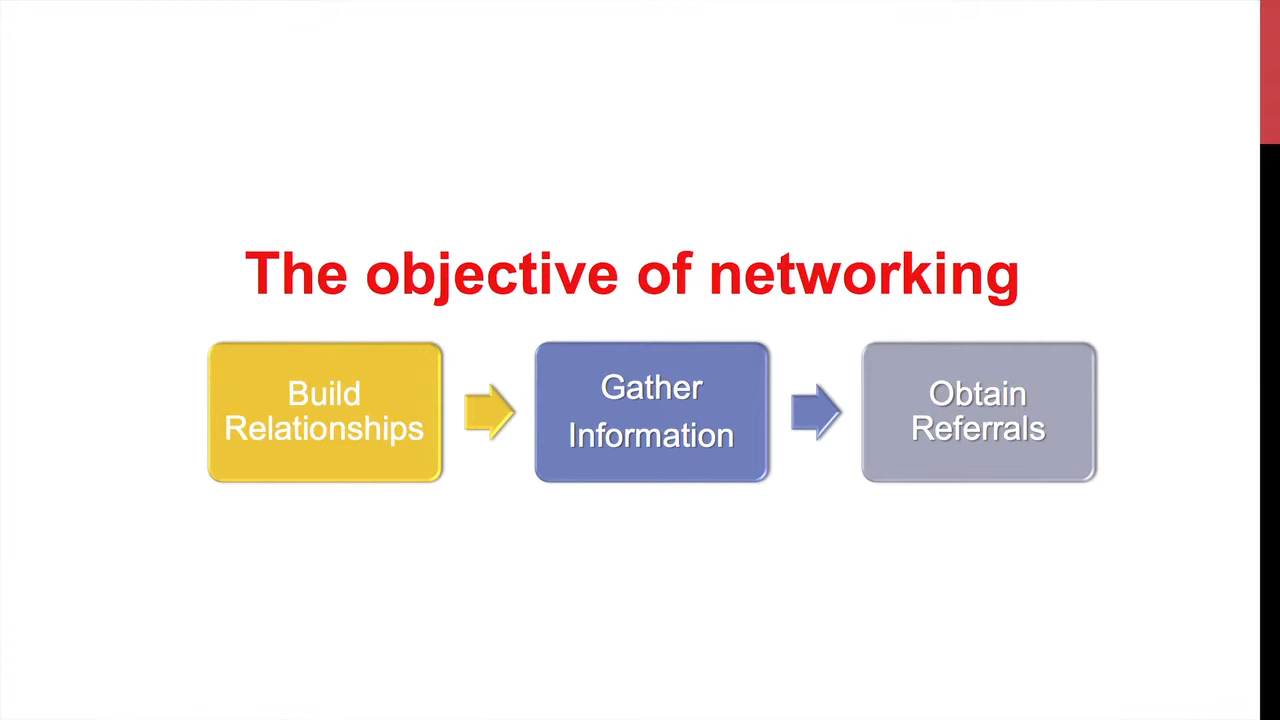 The objective of networking
Build
Relationships
Gather
Information
Obtain
Referrals